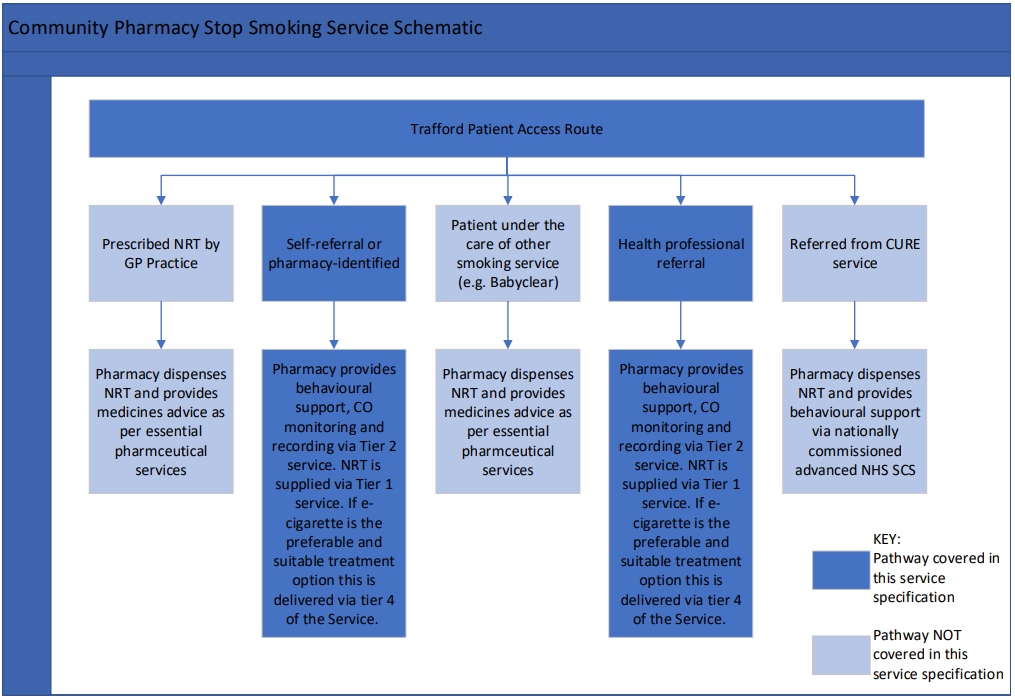 Community Pharmacy Stop Smoking Service Schematic
Trafford Patient Access Route
Prescribed NRT by
GP Practice
Self-referral or
pharmacy-identified
Patient under the
care of other
smoking service
(e.g. Babyclear)
Health professional
referral
Referred from CURE
service
Pharmacy dispenses
NRT and provides
medicines advice as
per essential
pharmceutical
services
Pharmacy provides
behavioural
support, CO
monitoring and
recording via Tier 2
service. NRT is
supplied via Tier 1
service. If e-
cigarette is the
preferable and
suitable treatment
option this is
delivered via tier 4
of the Service.
Pharmacy dispenses
NRT and provides
medicines advice as
per essential
pharmceutical
services
Pharmacy provides
behavioural
support, CO
monitoring and
recording via Tier 2
service. NRT is
supplied via Tier 1
service. If e-
cigarette is the
preferable and
suitable treatment
option this is
delivered via tier 4
of the Service.
Pharmacy dispenses
NRT and provides
behavioural support
via nationally
commissioned
advanced NHS SCS
KEY:
Pathway covered in
this service
specification
Pathway NOT
covered in this
service specification